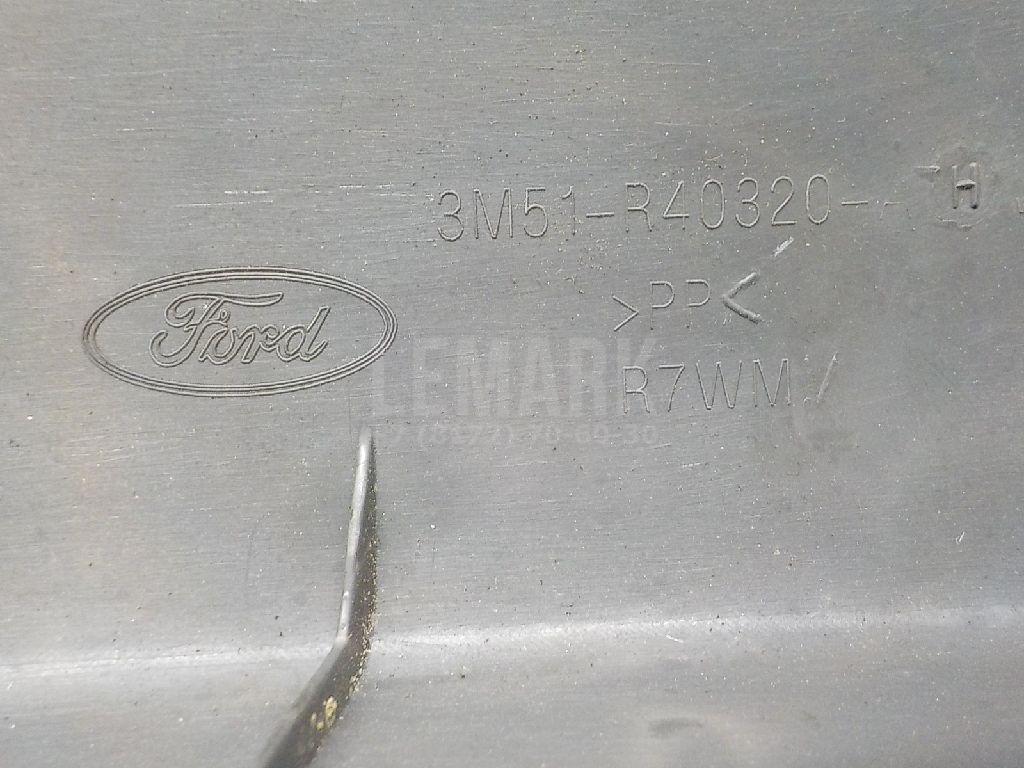 3M51-R40320-- H
Ford
>PP<
LEMARK
R7WM